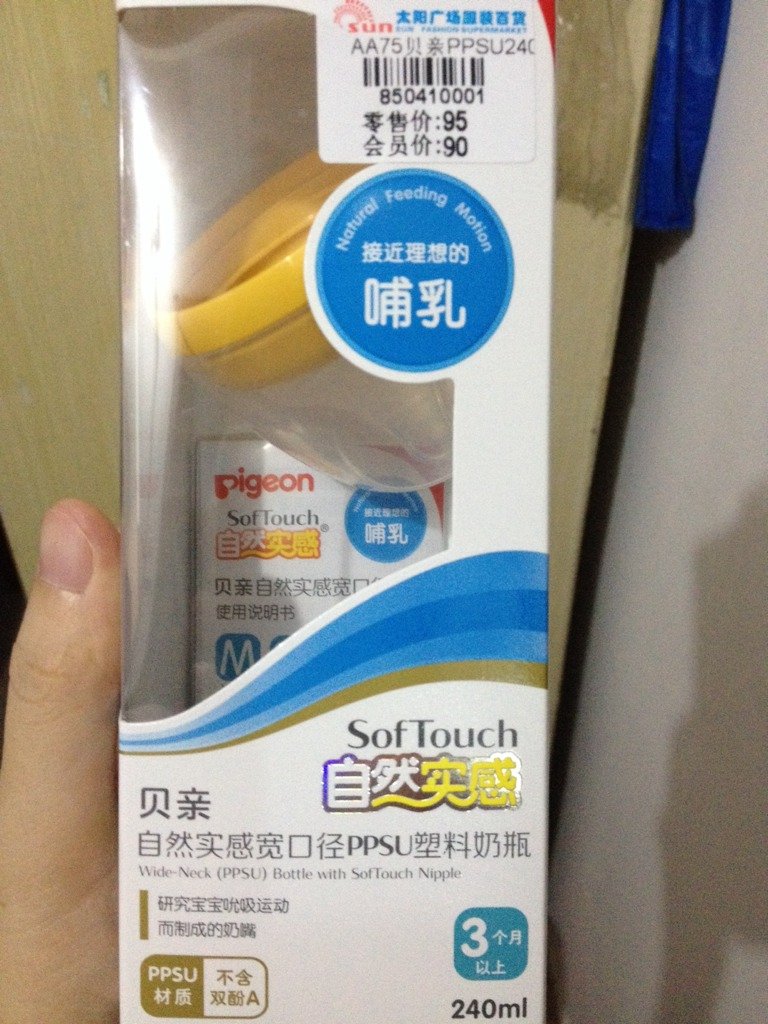 sun 太阳广场服装百货
SUN FASHION SUPERMARKET
AA75贝亲PPSU240
850410001
零售价:95
会员价:90
Natural Feeding Motion
接近理想的
哺乳
Pigeon
SofTouch®
自然实感
接近理想的
哺乳
贝亲自然实感宽口
使用说明书
M
SofTouch
自然实感
贝亲
自然实感宽口径PPSU塑料奶瓶
Wide-Neck (PPSU) Bottle with SofTouch Nipple
研究宝宝吮吸运动
而制成的奶嘴
3个月
以上
PPSU
材质
不含
双酚A
240ml